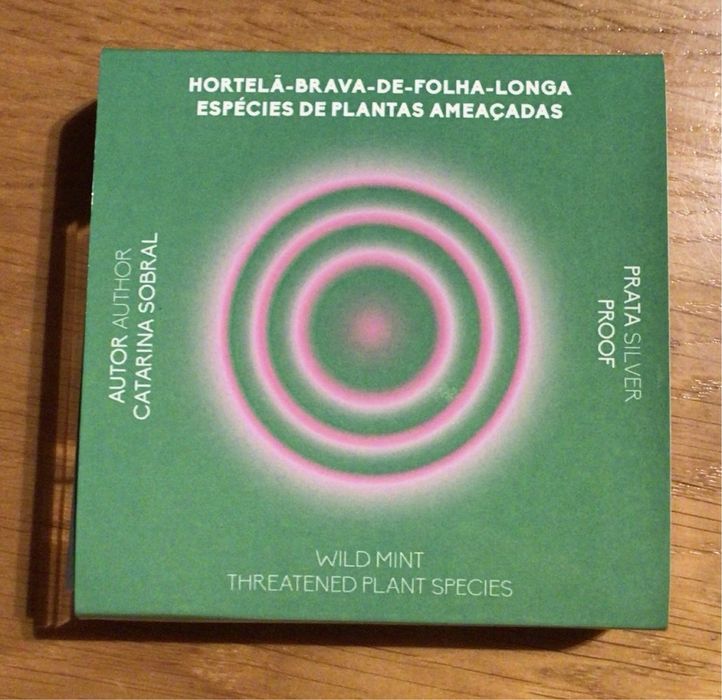 HORTELÃ-BRAVA-DE-FOLHA-LONGA
ESPÉCIES DE PLANTAS AMEAÇADAS
AUTOR AUTHOR
CATARINA SOBRAL
PRATA SILVER
PROOF
WILD MINT
THREATENED PLANT SPECIES